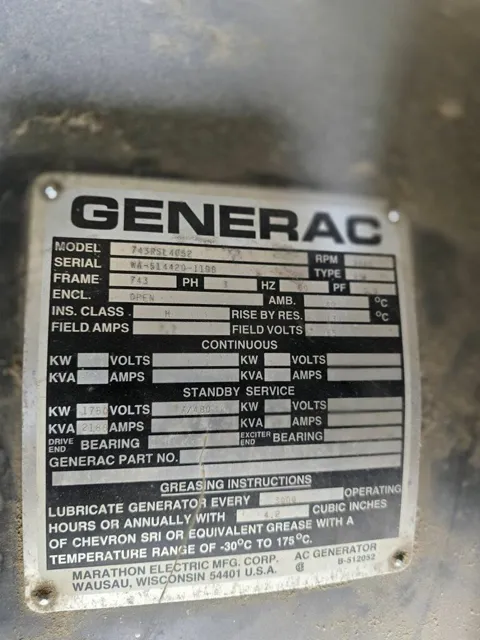 GENERAC
MODEL 743RSL4052 RPM
SERIAL WA-514429-1198 TYPE
FRAME 743 PH 3 HZ PF
ENCL. OPEN AMB. °C
INS. CLASS H RISE BY RES. °C
FIELD AMPS FIELD VOLTS
CONTINUOUS
KW VOLTS KW VOLTS
KVA AMPS KVA AMPS
STANDBY SERVICE
KW 1750 VOLTS KW VOLTS
KVA AMPS KVA AMPS
DRIVE END BEARING EXCITER END BEARING
GENERAC PART NO.
GREASING INSTRUCTIONS
LUBRICATE GENERATOR EVERY OPERATING
HOURS OR ANNUALLY WITH CUBIC INCHES
OF CHEVRON SRI OR EQUIVALENT GREASE WITH A
TEMPERATURE RANGE OF -30°C TO 175°C.
MARATHON ELECTRIC MFG. CORP. AC GENERATOR
WAUSAU, WISCONSIN 54401 U.S.A. B-512052